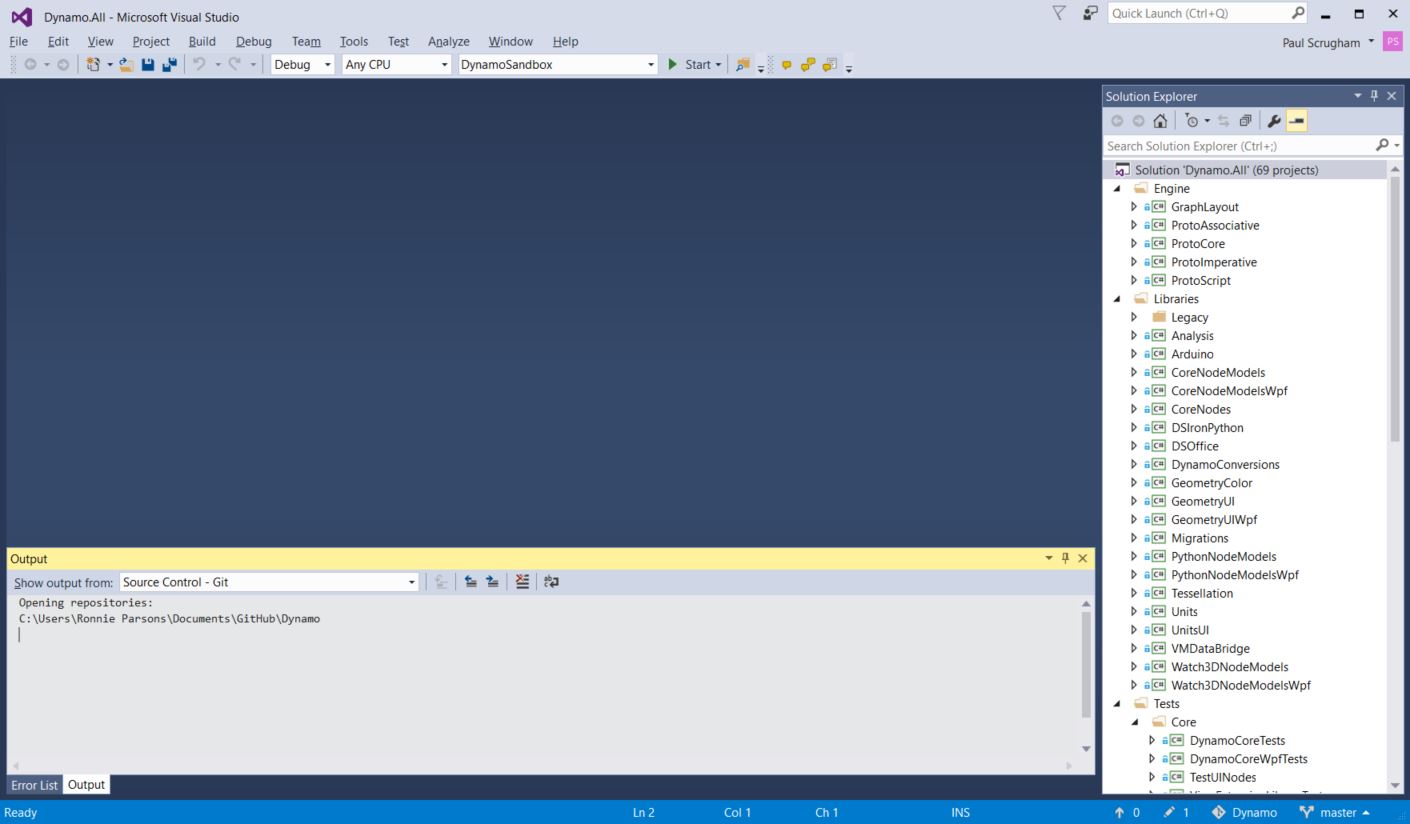 Dynamo.All - Microsoft Visual Studio
Quick Launch (Ctrl+Q)
File Edit View Project Build Debug Team Tools Test Analyze Window Help
Paul Scrugham PS
Debug Any CPU DynamoSandbox Start
Solution Explorer
Search Solution Explorer (Ctrl+;)
Solution 'Dynamo.All' (69 projects)
Engine
C# GraphLayout
C# ProtoAssociative
C# ProtoCore
C# ProtoImperative
C# ProtoScript
Libraries
Legacy
C# Analysis
C# Arduino
C# CoreNodeModels
C# CoreNodeModelsWpf
C# CoreNodes
C# DSIronPython
C# DSOffice
C# DynamoConversions
C# GeometryColor
C# GeometryUI
C# GeometryUIWpf
C# Migrations
C# PythonNodeModels
C# PythonNodeModelsWpf
C# Tessellation
C# Units
C# UnitsUI
C# VMDataBridge
C# Watch3DNodeModels
C# Watch3DNodeModelsWpf
Tests
Core
C# DynamoCoreTests
C# DynamoCoreWpfTests
C# TestUINodes
Output
Show output from: Source Control - Git
Opening repositories:
C:\Users\Ronnie Parsons\Documents\GitHub\Dynamo
Error List Output
Ready Ln 2 Col 1 Ch 1 INS 0 1 Dynamo master